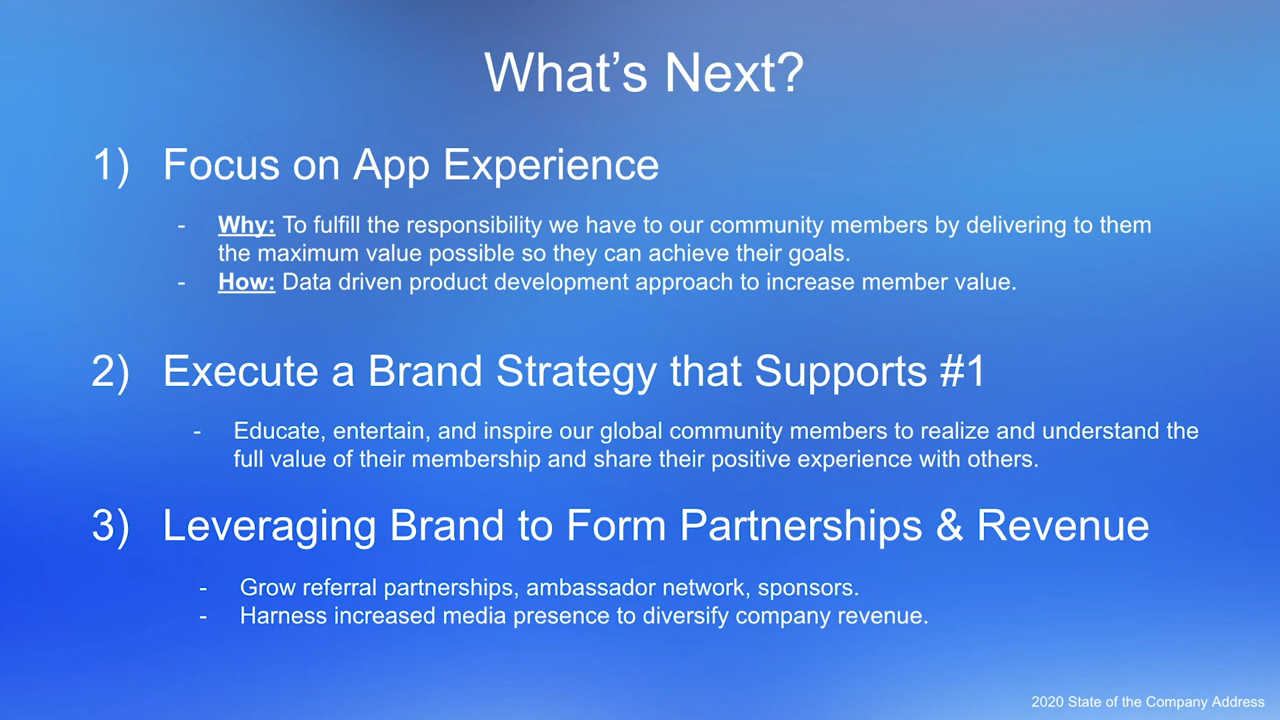 What’s Next?
1) Focus on App Experience
- Why: To fulfill the responsibility we have to our community members by delivering to them
the maximum value possible so they can achieve their goals.
- How: Data driven product development approach to increase member value.
2) Execute a Brand Strategy that Supports #1
- Educate, entertain, and inspire our global community members to realize and understand the
full value of their membership and share their positive experience with others.
3) Leveraging Brand to Form Partnerships & Revenue
- Grow referral partnerships, ambassador network, sponsors.
- Harness increased media presence to diversify company revenue.
2020 State of the Company Address